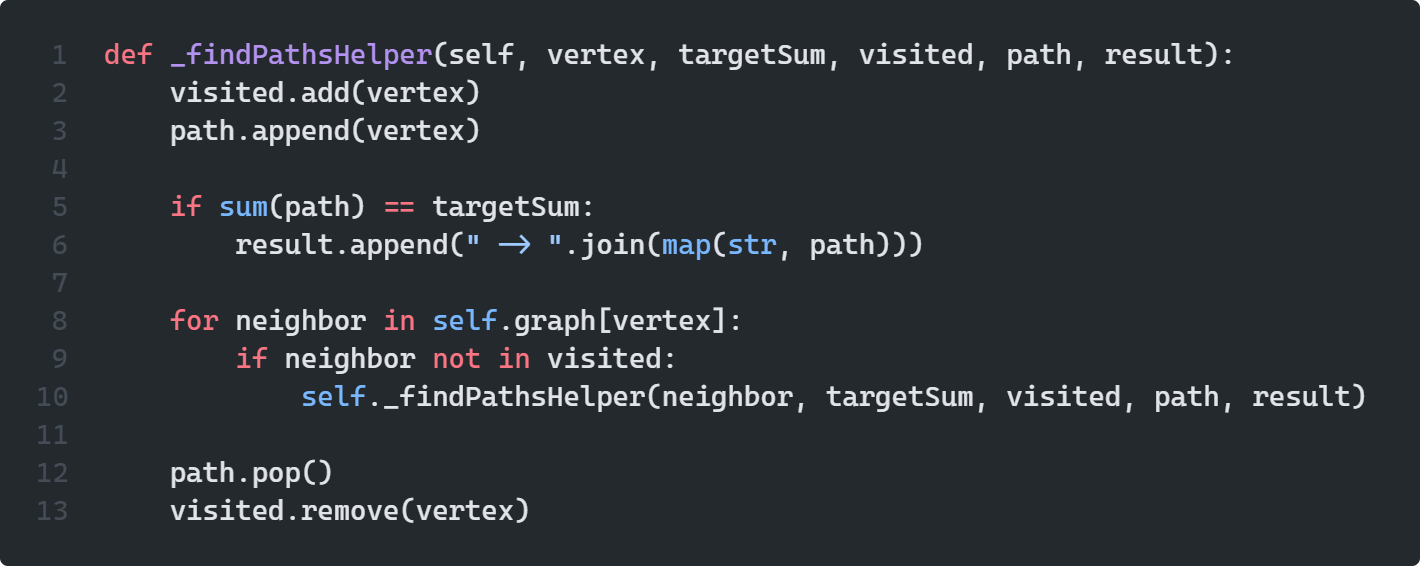 1 def _findPathsHelper(self, vertex, targetSum, visited, path, result):
2     visited.add(vertex)
3     path.append(vertex)
4
5     if sum(path) == targetSum:
6         result.append(" -> ".join(map(str, path)))
7
8     for neighbor in self.graph[vertex]:
9         if neighbor not in visited:
10             self._findPathsHelper(neighbor, targetSum, visited, path, result)
11
12     path.pop()
13     visited.remove(vertex)